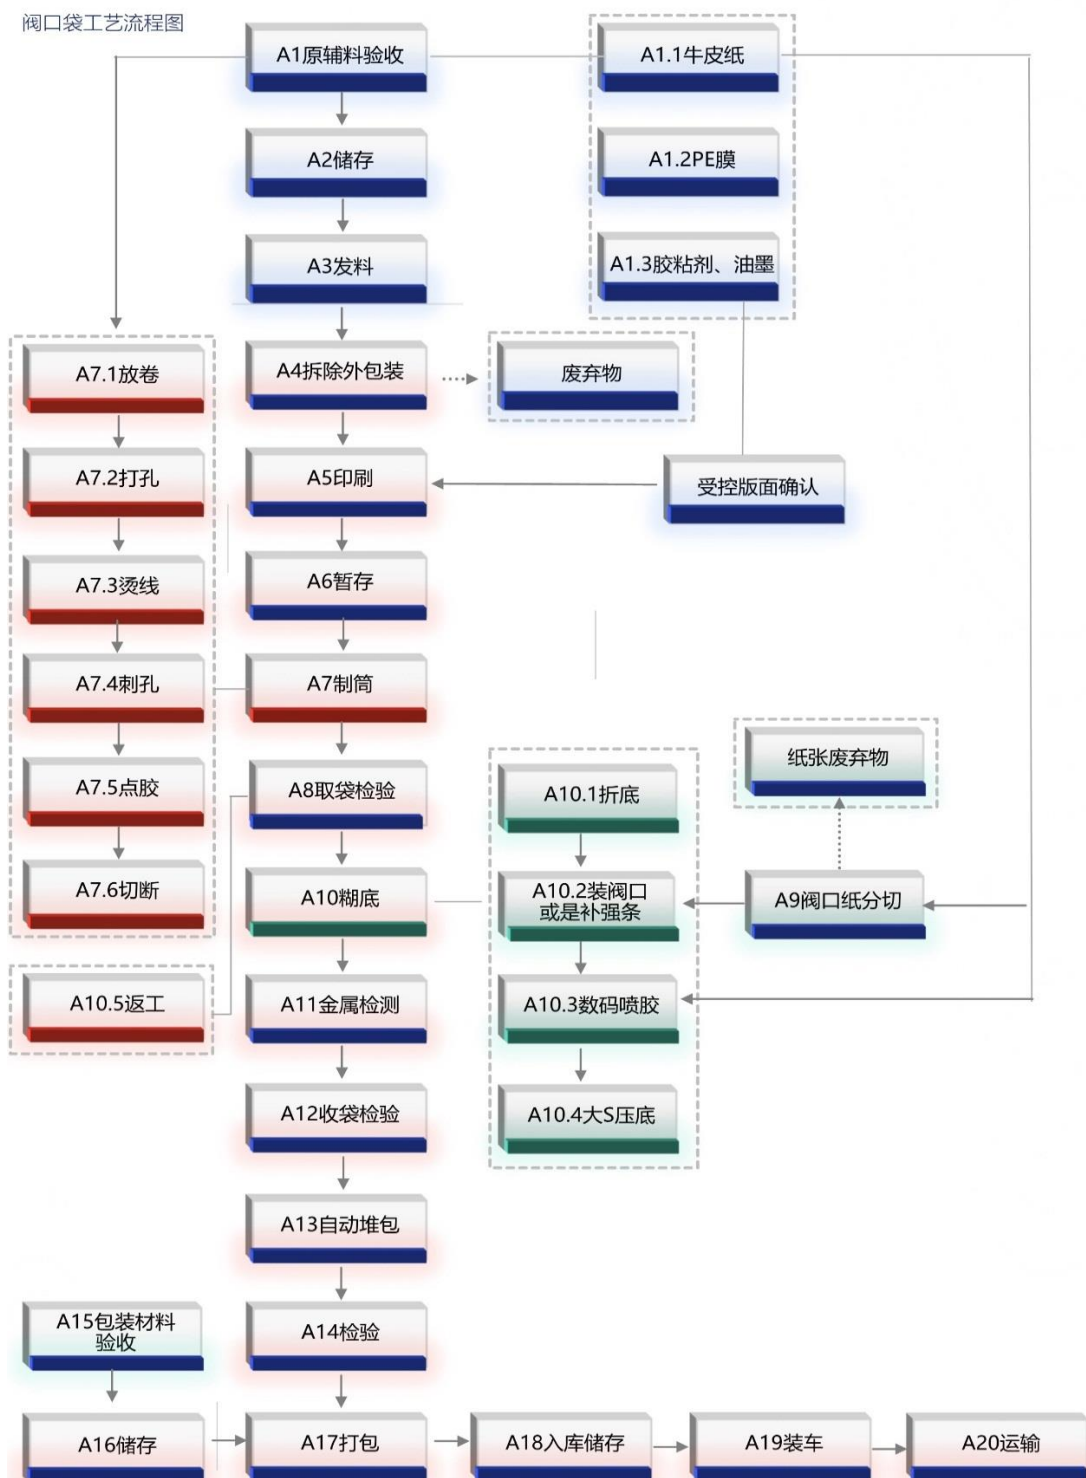 阀口袋工艺流程图
A1原辅料验收
A1.1牛皮纸
A2储存
A1.2PE膜
A3发料
A1.3胶粘剂、油墨
A7.1放卷
A4拆除外包装
废弃物
A7.2打孔
A5印刷
受控版面确认
A7.3烫线
A6暂存
A7.4刺孔
A7制筒
A7.5点胶
A8取袋检验
A10.1折底
纸张废弃物
A7.6切断
A10糊底
A10.2装阀口
或是补强条
A9阀口纸分切
A10.5返工
A11金属检测
A10.3数码喷胶
A12收袋检验
A10.4大S压底
A13自动堆包
A15包装材料
验收
A14检验
A16储存
A17打包
A18入库储存
A19装车
A20运输